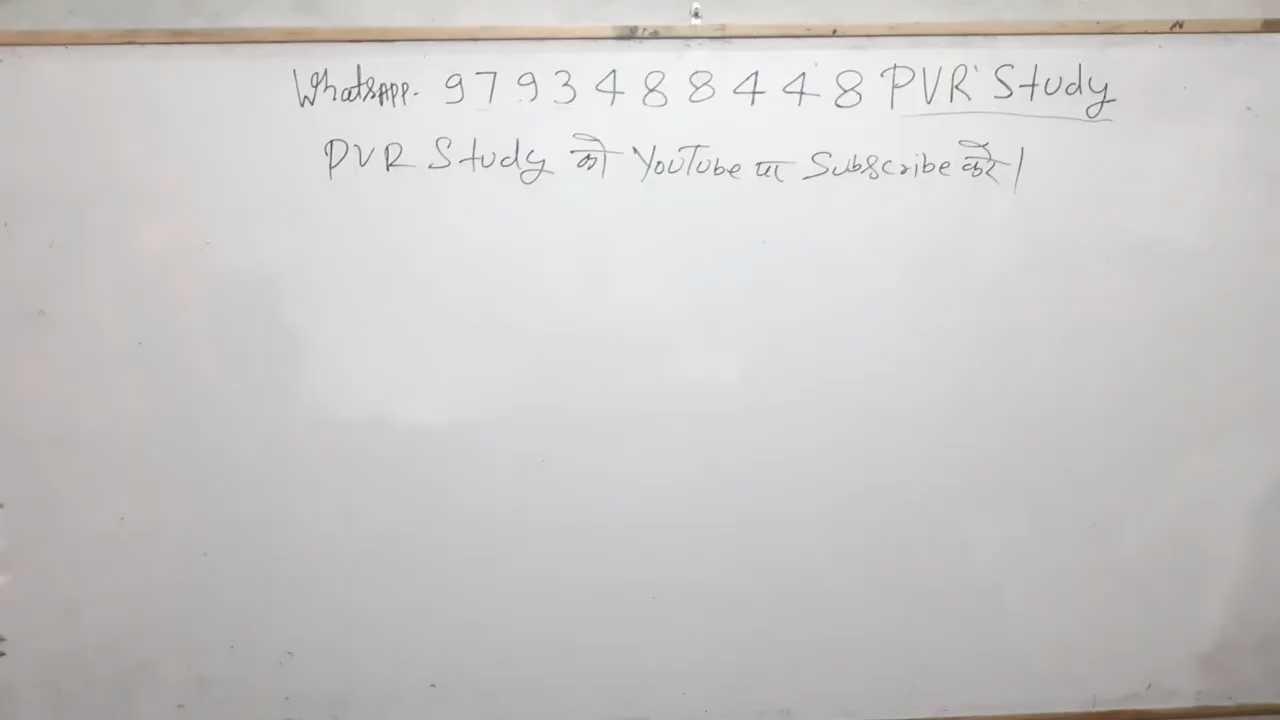 WhatsAPP. 9793488448 PVR Study
PVR Study को YouTube पर Subscribe करें।